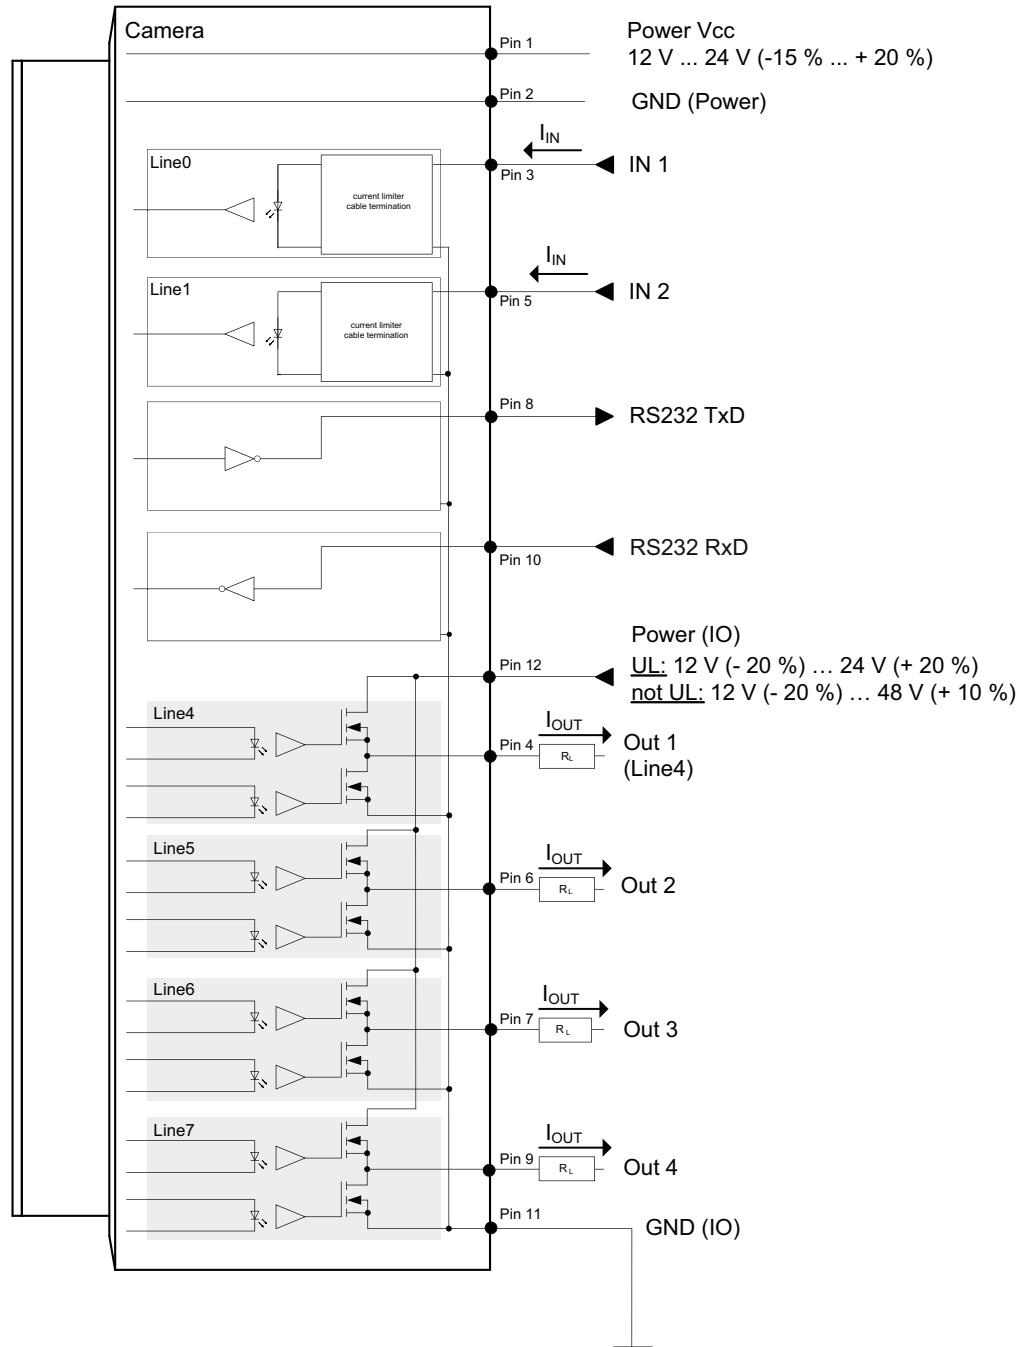 Camera
Pin 1
Power Vcc
12 V ... 24 V (-15 % ... + 20 %)
Pin 2
GND (Power)
Line0
current limiter
cable termination
I_IN
Pin 3
IN 1
Line1
current limiter
cable termination
I_IN
Pin 5
IN 2
Pin 8
RS232 TxD
Pin 10
RS232 RxD
Pin 12
Power (IO)
UL: 12 V (- 20 %) … 24 V (+ 20 %)
not UL: 12 V (- 20 %) … 48 V (+ 10 %)
Line4
Pin 4
I_OUT
R_L
Out 1
(Line4)
Line5
Pin 6
I_OUT
R_L
Out 2
Line6
Pin 7
I_OUT
R_L
Out 3
Line7
Pin 9
I_OUT
R_L
Out 4
Pin 11
GND (IO)